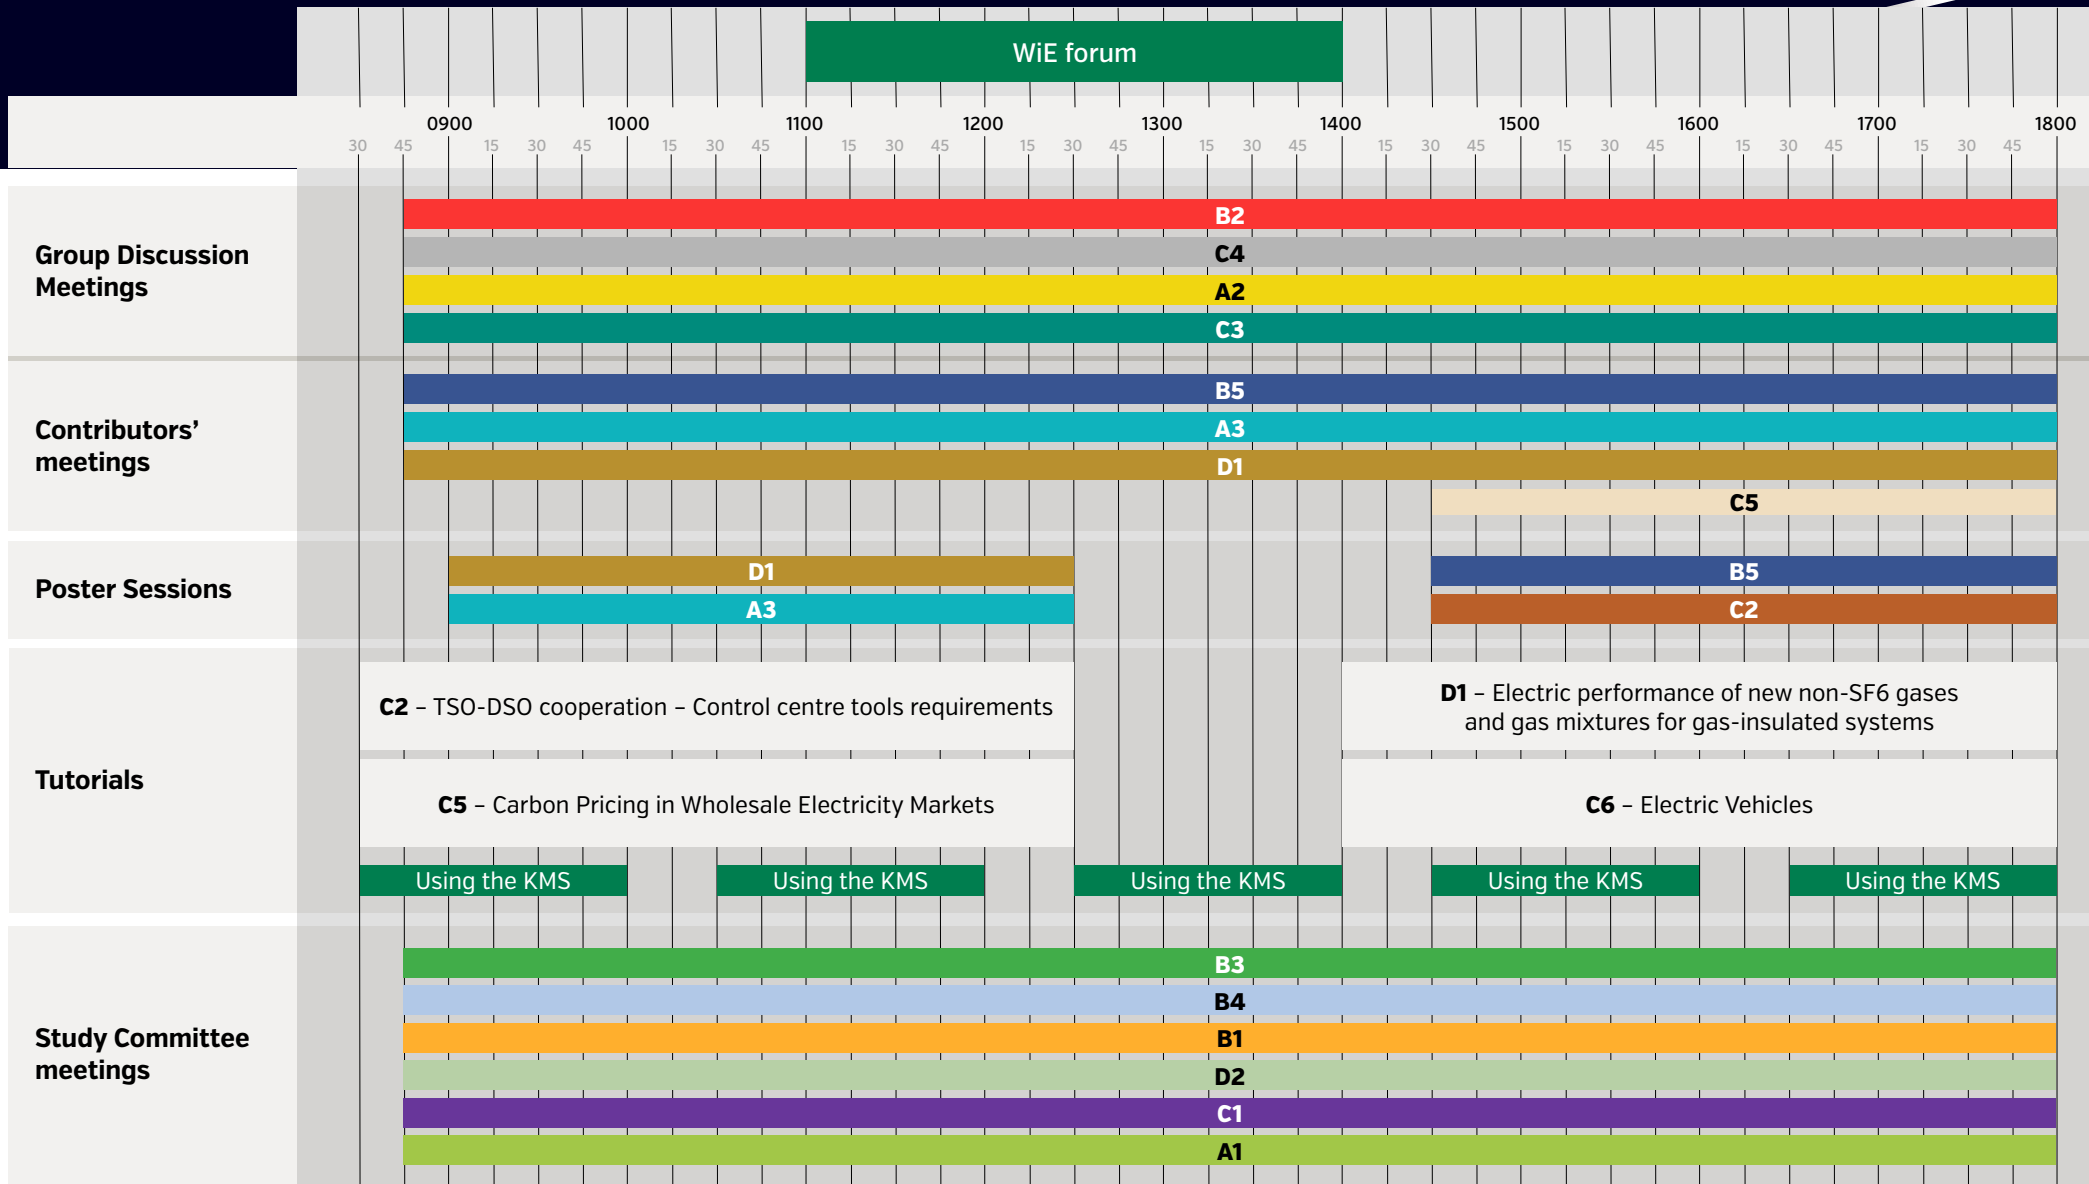 WiE forum
0900 1000 1100 1200 1300 1400 1500 1600 1700 1800
30 45 15 30 45 15 30 45 15 30 45 15 30 45 15 30 45 15 30 45 15 30 45 15 30 45 15 30 45
Group Discussion
Meetings
B2
C4
A2
C3
Contributors’
meetings
B5
A3
D1
C5
Poster Sessions
D1 B5
A3 C2
Tutorials
C2 – TSO-DSO cooperation – Control centre tools requirements
D1 – Electric performance of new non-SF6 gases
and gas mixtures for gas-insulated systems
C5 – Carbon Pricing in Wholesale Electricity Markets
C6 – Electric Vehicles
Using the KMS Using the KMS Using the KMS Using the KMS Using the KMS
Study Committee
meetings
B3
B4
B1
D2
C1
A1